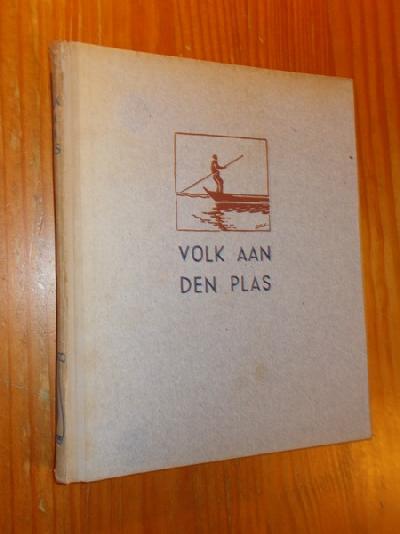 VOLK AAN
DEN PLAS